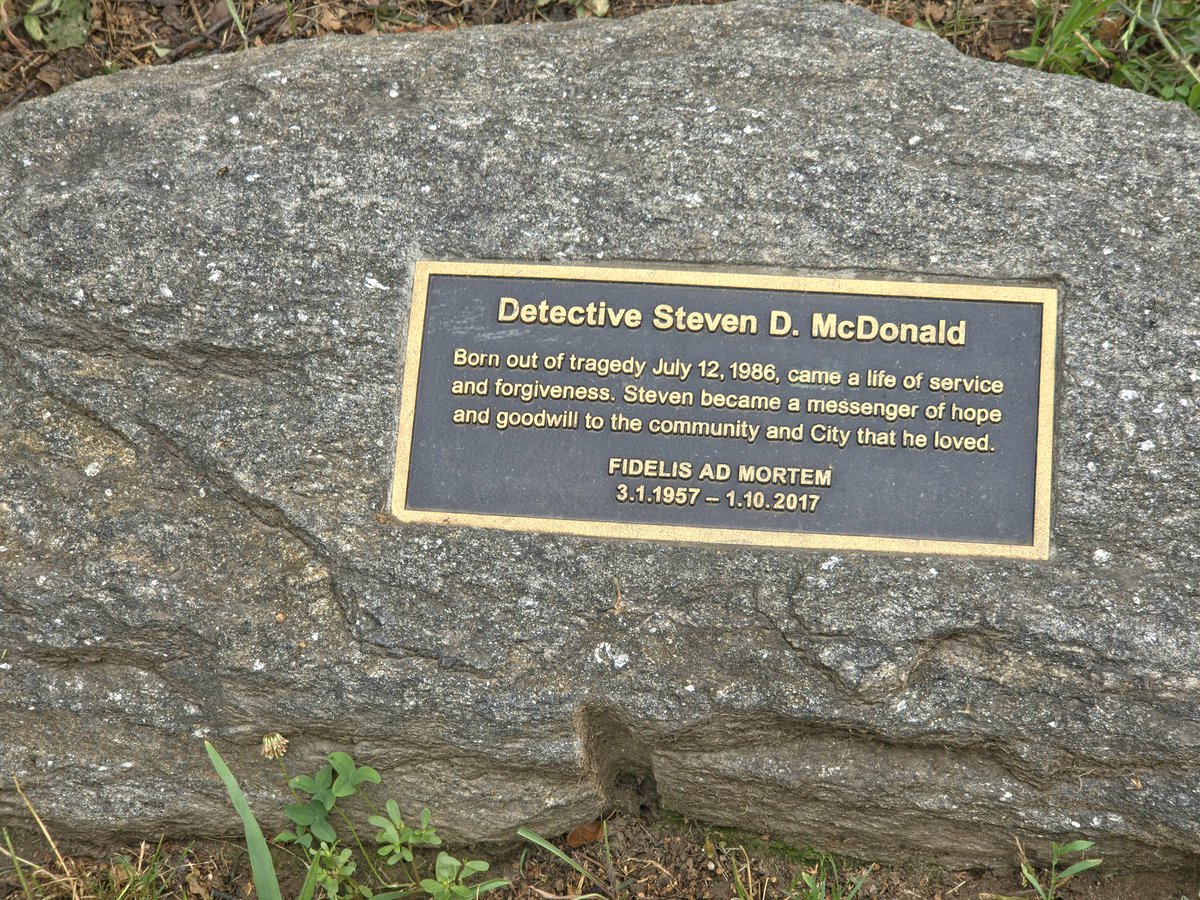 Detective Steven D. McDonald
Born out of tragedy July 12, 1986, came a life of service
and forgiveness. Steven became a messenger of hope
and goodwill to the community and City that he loved.
FIDELIS AD MORTEM
3.1.1957 – 1.10.2017